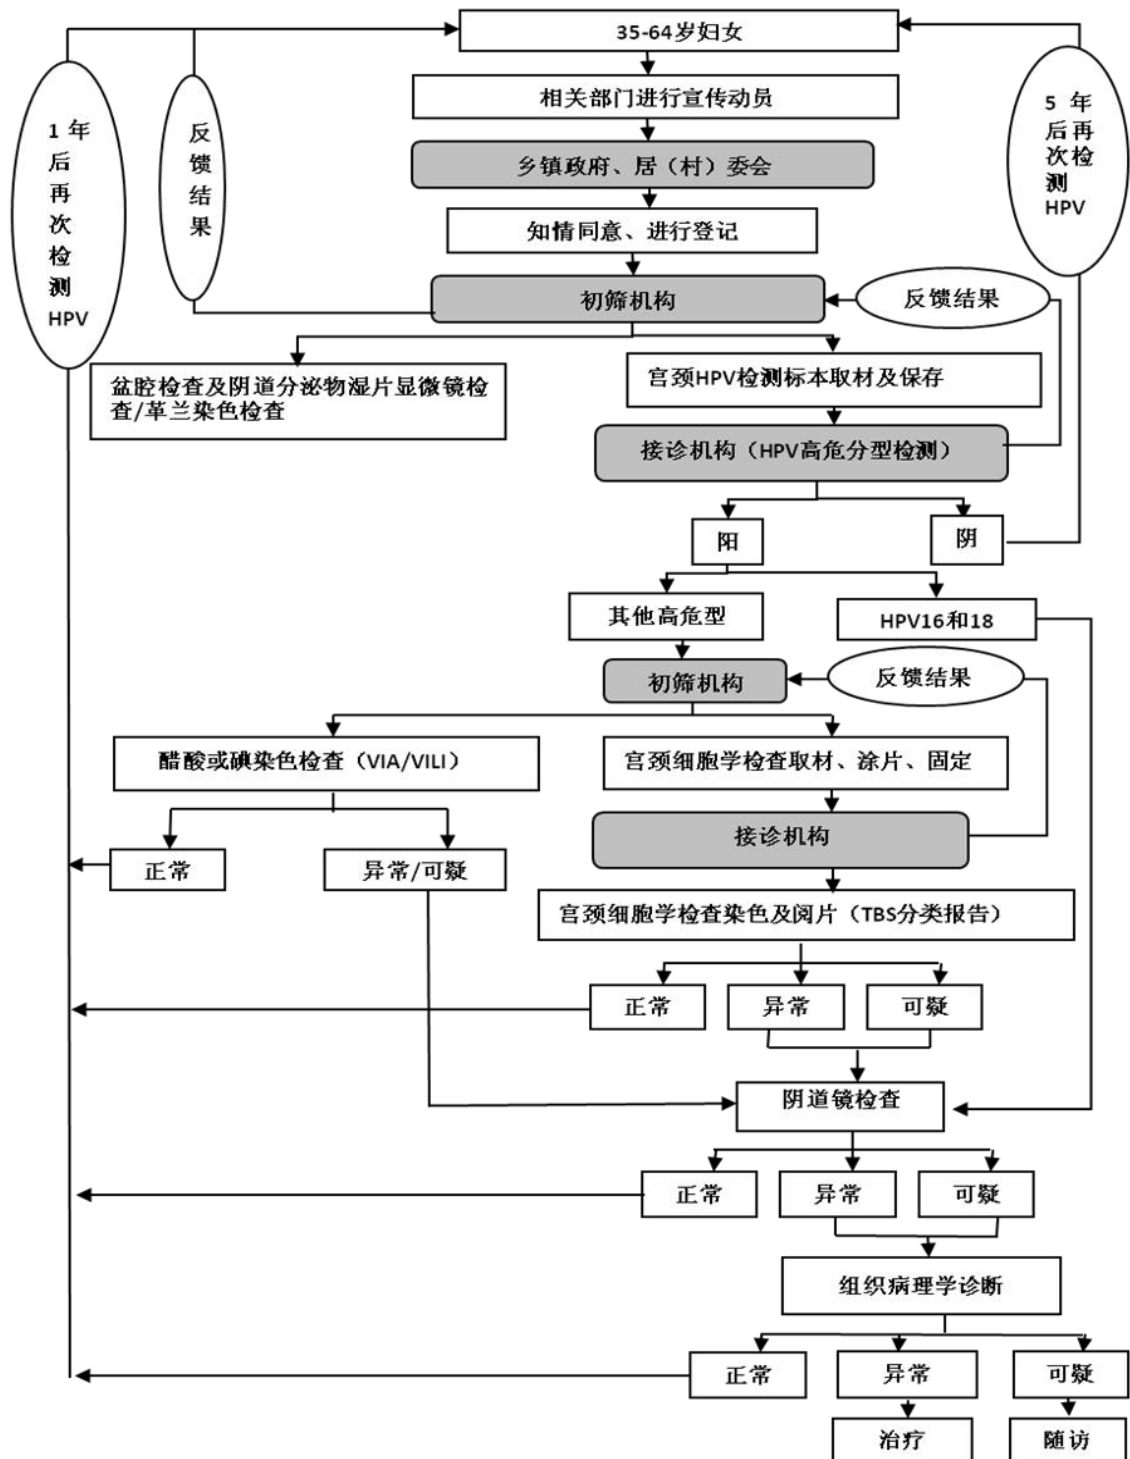 35-64岁妇女
相关部门进行宣传动员
乡镇政府、居（村）委会
知情同意、进行登记
初筛机构
反馈结果
1 年
后
再
次
检
测
HPV
反
馈
结
果
5 年
后再
次检
测
HPV
盆腔检查及阴道分泌物湿片显微镜检
查/革兰染色检查
宫颈HPV检测标本取材及保存
接诊机构（HPV高危分型检测）
阳
阴
其他高危型
HPV16和18
初筛机构
反馈结果
醋酸或碘染色检查（VIA/VILI）
宫颈细胞学检查取材、涂片、固定
接诊机构
正常
异常/可疑
宫颈细胞学检查染色及阅片（TBS分类报告）
正常
异常
可疑
阴道镜检查
正常
异常
可疑
组织病理学诊断
正常
异常
可疑
治疗
随访